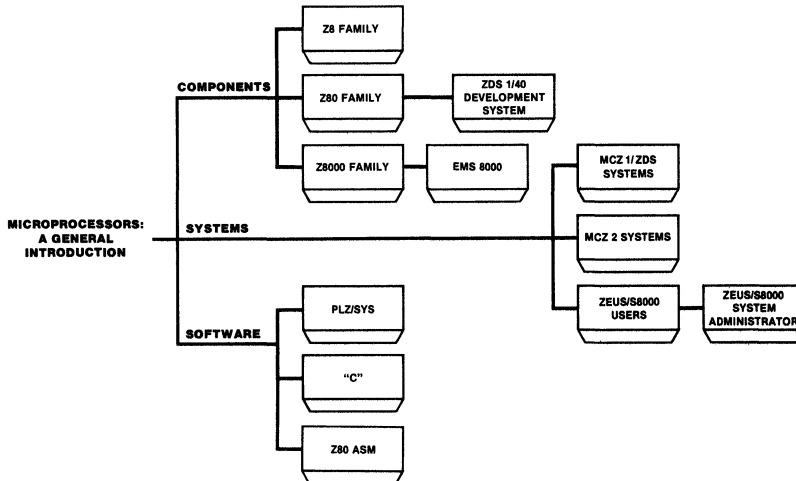 Z8 FAMILY
COMPONENTS
Z80 FAMILY
ZDS 1/40
DEVELOPMENT
SYSTEM
Z8000 FAMILY
EMS 8000
MCZ 1/ZDS
SYSTEMS
MICROPROCESSORS:
A GENERAL
INTRODUCTION
SYSTEMS
MCZ 2 SYSTEMS
ZEUS/S8000
USERS
ZEUS/S8000
SYSTEM
ADMINISTRATOR
SOFTWARE
PLZ/SYS
"C"
Z80 ASM